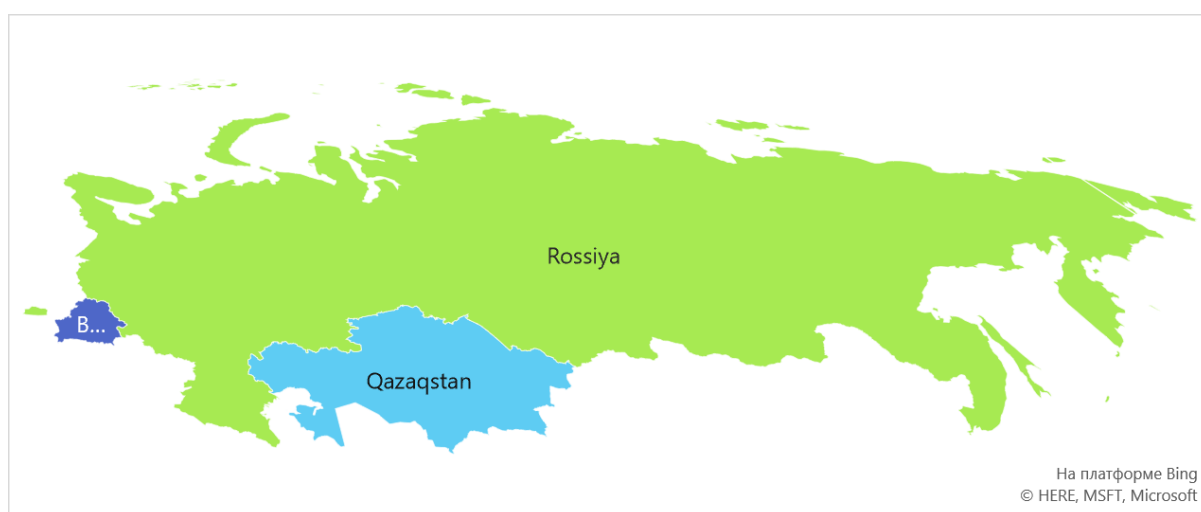 Rossiya
B...
Qazaqstan
На платформе Bing
© HERE, MSFT, Microsoft